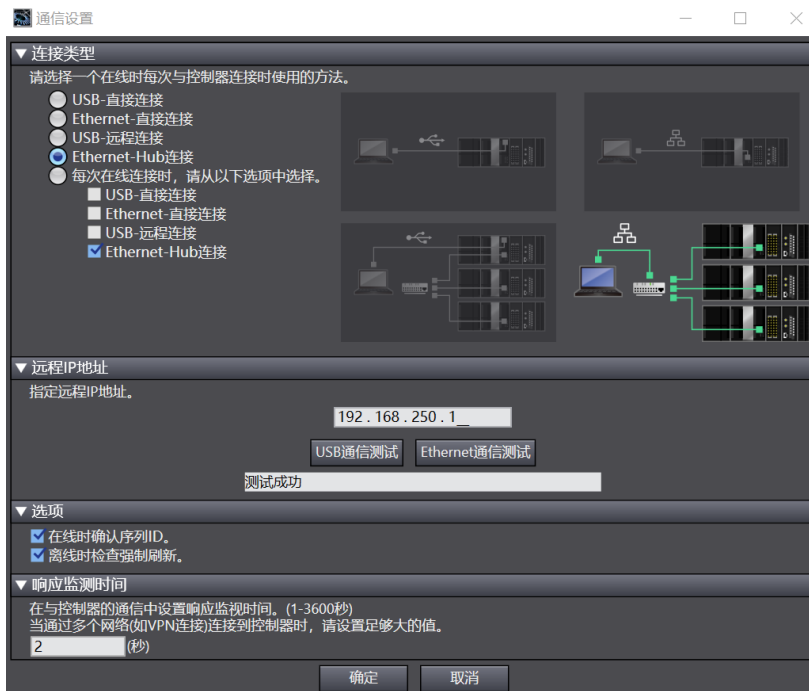 通信设置
▼ 连接类型
请选择一个在线时每次与控制器连接时使用的方法。
USB-直接连接
Ethernet-直接连接
USB-远程连接
Ethernet-Hub连接
每次在线连接时，请从以下选项中选择。
USB-直接连接
Ethernet-直接连接
USB-远程连接
Ethernet-Hub连接
▼ 远程IP地址
指定远程IP地址。
192 . 168 . 250 . 1__
USB通信测试 Ethernet通信测试
测试成功
▼ 选项
在线时确认序列ID。
离线时检查强制刷新。
▼ 响应监测时间
在与控制器的通信中设置响应监视时间。(1-3600秒)
当通过多个网络(如VPN连接)连接到控制器时，请设置足够大的值。
2 (秒)
确定 取消